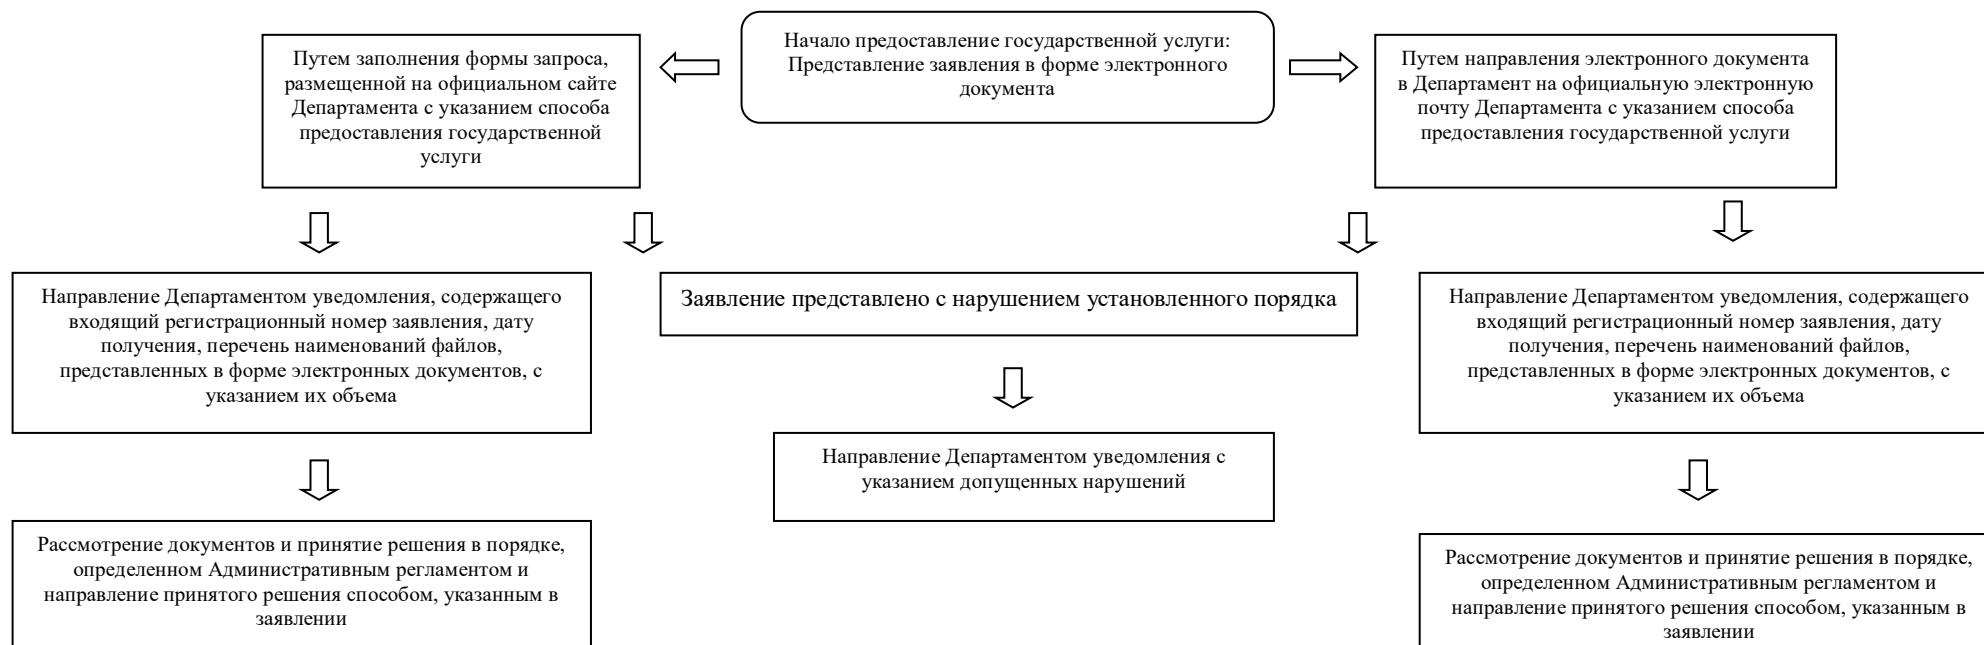 Начало предоставление государственной услуги:
Представление заявления в форме электронного
документа
Путем заполнения формы запроса,
размещенной на официальном сайте
Департамента с указанием способа
предоставления государственной
услуги
Путем направления электронного документа
в Департамент на официальную электронную
почту Департамента с указанием способа
предоставления государственной услуги
Направление Департаментом уведомления, содержащего
входящий регистрационный номер заявления, дату
получения, перечень наименований файлов,
представленных в форме электронных документов, с
указанием их объема
Заявление представлено с нарушением установленного порядка
Направление Департаментом уведомления, содержащего
входящий регистрационный номер заявления, дату
получения, перечень наименований файлов,
представленных в форме электронных документов, с
указанием их объема
Направление Департаментом уведомления с
указанием допущенных нарушений
Рассмотрение документов и принятие решения в порядке,
определенном Административным регламентом и
направление принятого решения способом, указанным в
заявлении
Рассмотрение документов и принятие решения в порядке,
определенном Административным регламентом и
направление принятого решения способом, указанным в
заявлении